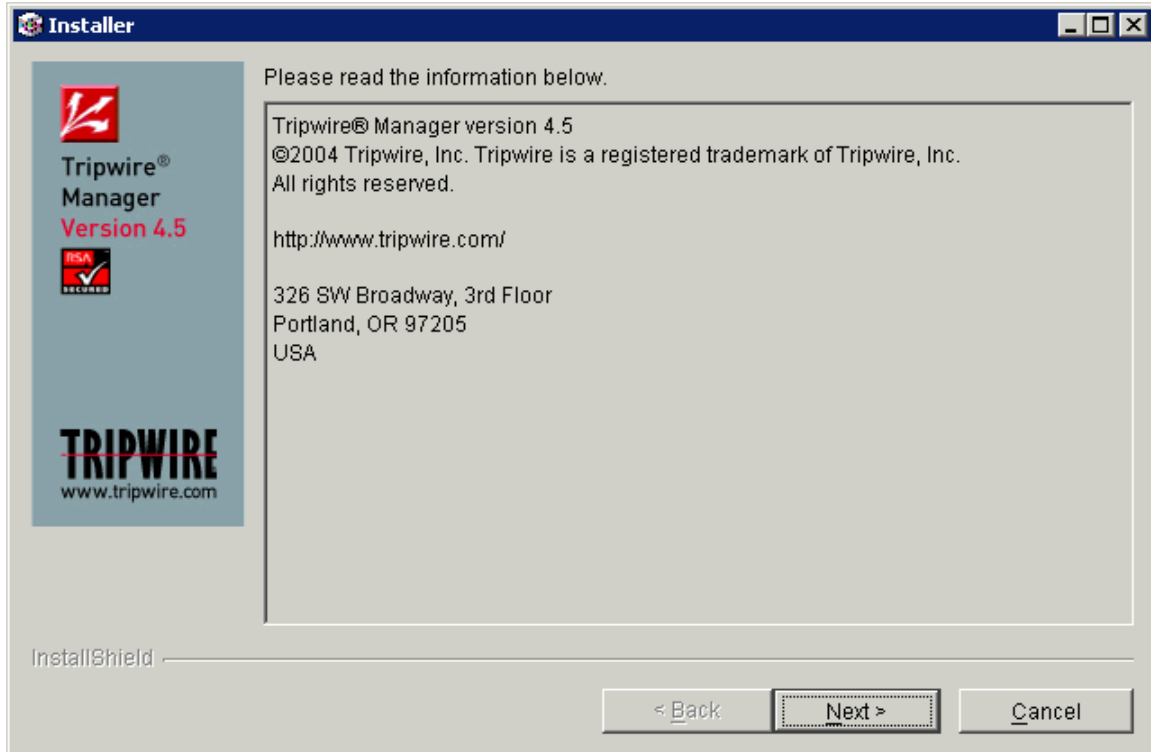 Installer
Tripwire®
Manager
Version 4.5
RSA
SECURED
TRIPWIRE
www.tripwire.com
Please read the information below.
Tripwire® Manager version 4.5
©2004 Tripwire, Inc. Tripwire is a registered trademark of Tripwire, Inc.
All rights reserved.
http://www.tripwire.com/
326 SW Broadway, 3rd Floor
Portland, OR 97205
USA
InstallShield
< Back
Next >
Cancel